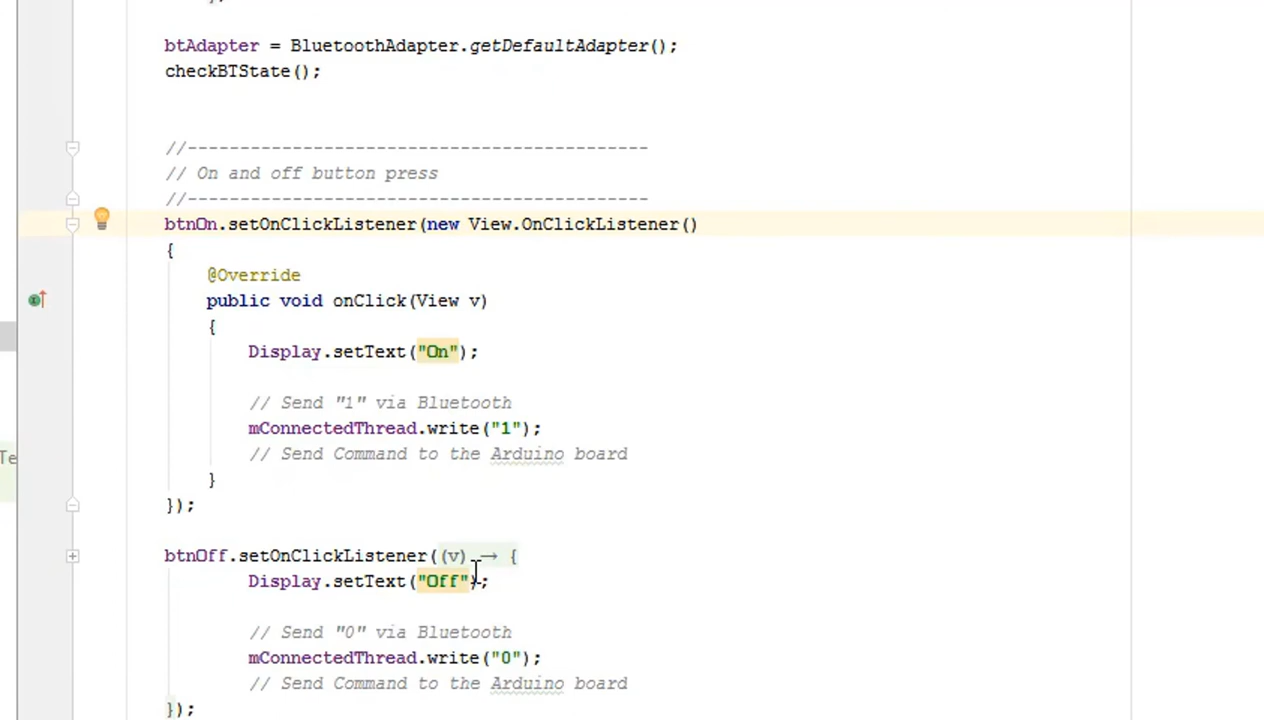 btAdapter = BluetoothAdapter.getDefaultAdapter();
checkBTState();
//--------------------------------------------
// On and off button press
//--------------------------------------------
btnOn.setOnClickListener(new View.OnClickListener()
{
@Override
public void onClick(View v)
{
Display.setText("On");
// Send "1" via Bluetooth
mConnectedThread.write("1");
// Send Command to the Arduino board
}
});
btnOff.setOnClickListener((v) → {
Display.setText("Off");
// Send "0" via Bluetooth
mConnectedThread.write("0");
// Send Command to the Arduino board
});
Te